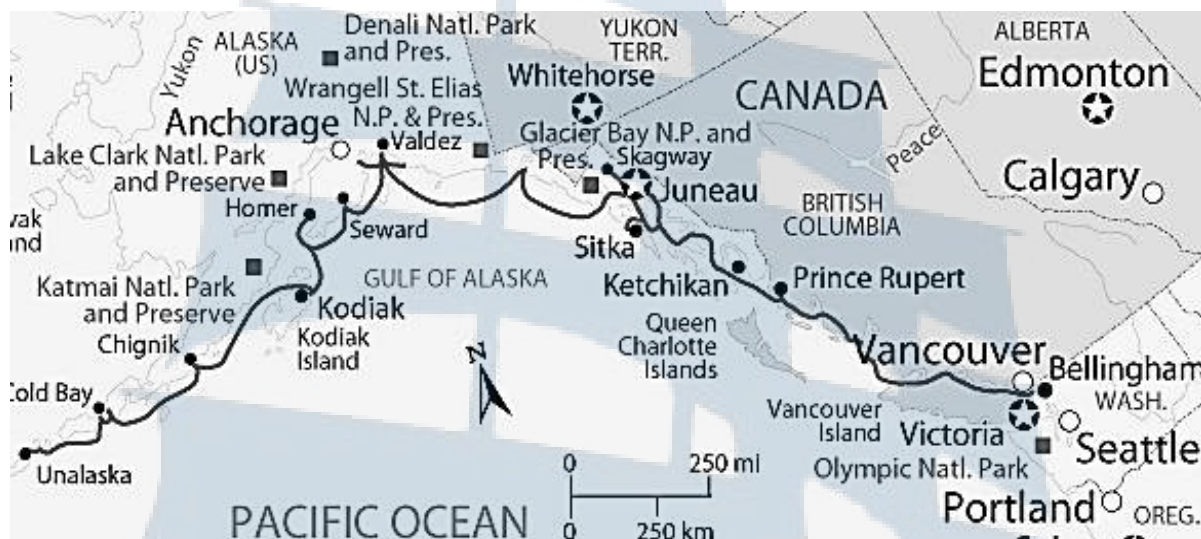 Denali Natl. Park
and Pres.
ALASKA
(US)
Yukon
YUKON
TERR.
ALBERTA
Whitehorse
Edmonton
CANADA
Wrangell St. Elias
N.P. & Pres.
Anchorage
Valdez
Glacier Bay N.P. and
Pres.
Skagway
Peace
Lake Clark Natl. Park
and Preserve
Juneau
Calgary
Homer
Seward
BRITISH
COLUMBIA
Sitka
GULF OF ALASKA
Ketchikan
Prince Rupert
Katmai Natl. Park
and Preserve
Kodiak
Kodiak
Island
Queen
Charlotte
Islands
Chignik
N
Vancouver
Bellingham
WASH.
Cold Bay
Vancouver
Island
Victoria
Seattle
Unalaska
0 250 mi
Olympic Natl. Park
0 250 km
Portland
OREG.
PACIFIC OCEAN